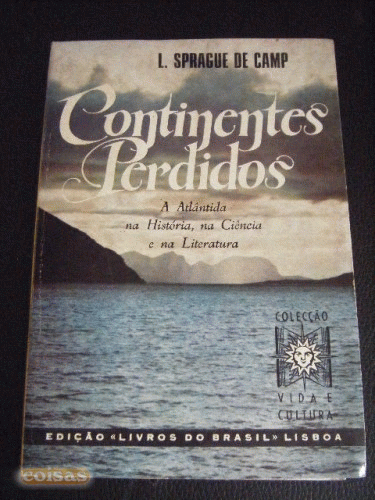 L. SPRAGUE DE CAMP
Continentes
Perdidos
A Atlântida
na História, na Ciência
e na Literatura
COLECÇÃO
VIDA E
CULTURA
EDIÇÃO «LIVROS DO BRASIL» LISBOA
coisas